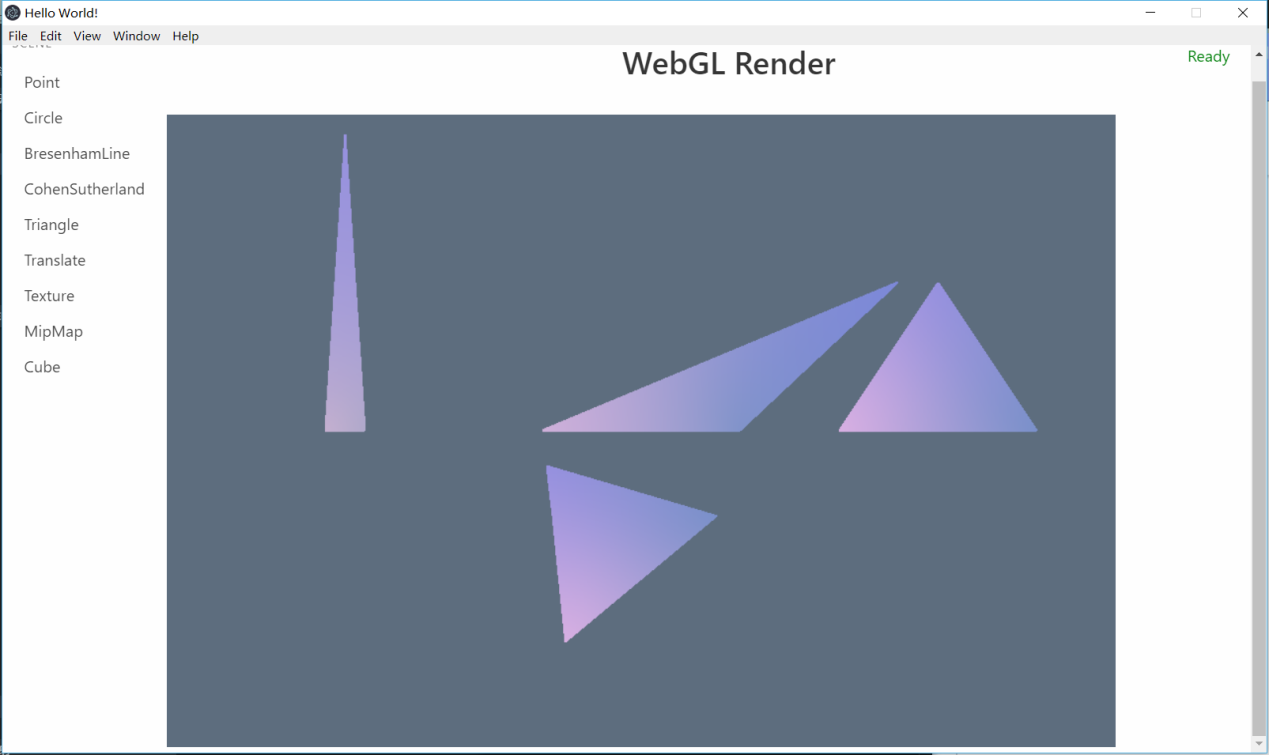 Hello World!
File Edit View Window Help
SCENE
WebGL Render
Ready
Point
Circle
BresenhamLine
CohenSutherland
Triangle
Translate
Texture
MipMap
Cube